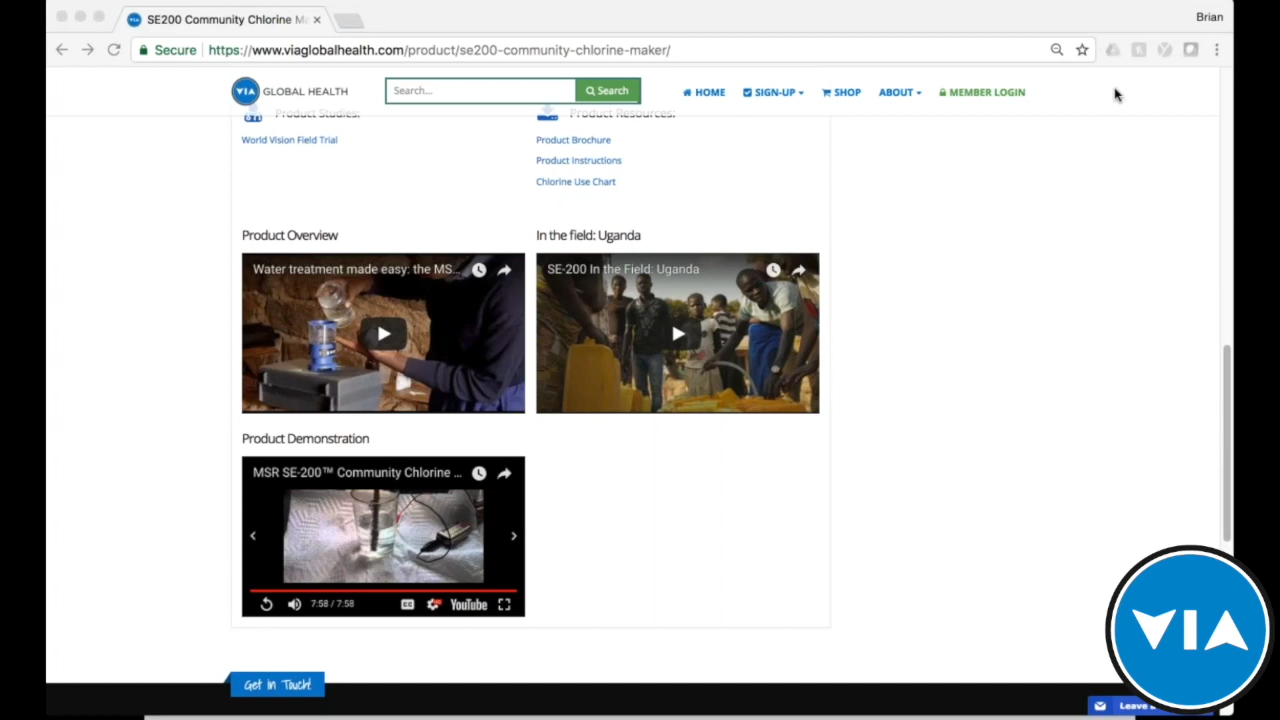 SE200 Community Chlorine M
Brian
Secure
https://www.viaglobalhealth.com/product/se200-community-chlorine-maker/
VIA GLOBAL HEALTH
Search...
Search
HOME
SIGN-UP
SHOP
ABOUT
MEMBER LOGIN
Product Studies:
Product Resources:
World Vision Field Trial
Product Brochure
Product Instructions
Chlorine Use Chart
Product Overview
In the field: Uganda
Water treatment made easy: the MS...
SE-200 In the Field: Uganda
Product Demonstration
MSR SE-200™ Community Chlorine ...
7:58 / 7:58
CC
YouTube
Get in Touch!
Leave
VIA